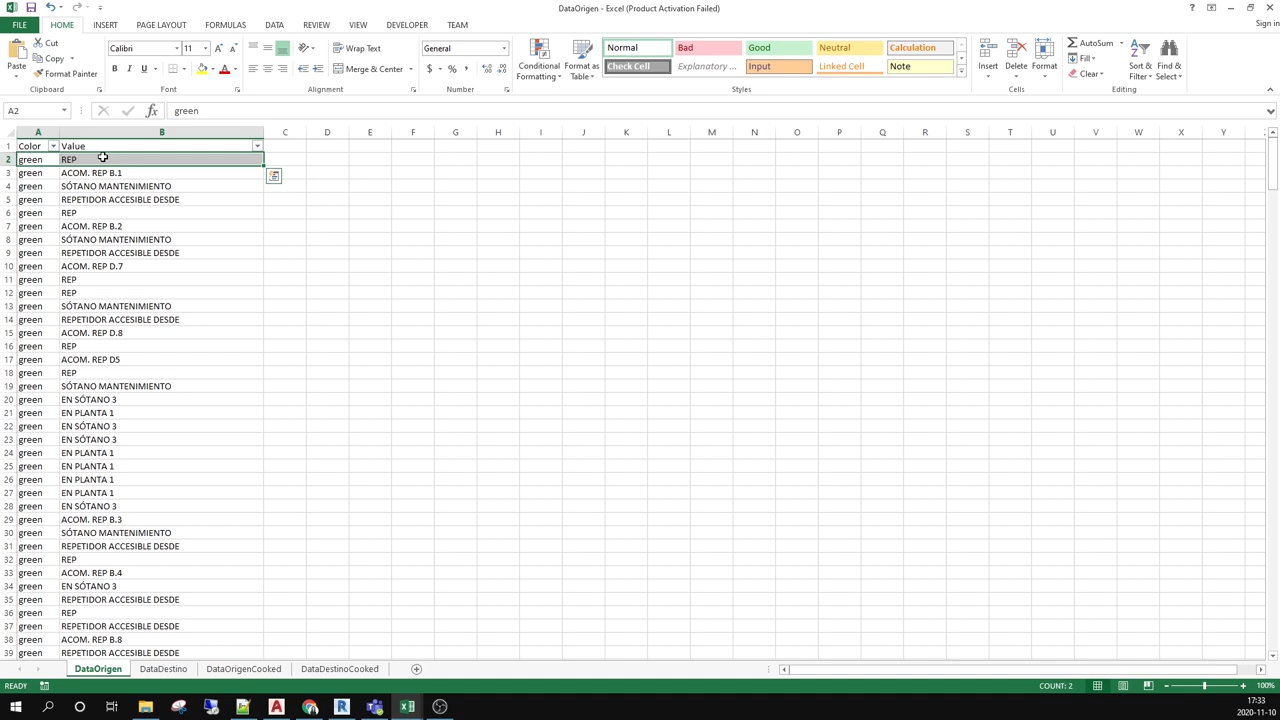 DataOrigen - Excel (Product Activation Failed)
FILE HOME INSERT PAGE LAYOUT FORMULAS DATA REVIEW VIEW DEVELOPER TEAM Sign in
Paste Cut Copy Format Painter Clipboard
Calibri 11 B I U Font
Wrap Text Merge & Center Alignment
General $ % , Number
Conditional Formatting Format as Table
Normal Bad Good Neutral Calculation
Check Cell Explanatory ... Input Linked Cell Note
Styles
Insert Delete Format Cells
AutoSum Fill Clear Sort & Filter Find & Select Editing
A2 fx green
A B C D E F G H I J K L M N O P Q R S T U V W X Y
1 Color Value
2 green REP
3 green ACOM. REP B.1
4 green SÓTANO MANTENIMIENTO
5 green REPETIDOR ACCESIBLE DESDE
6 green REP
7 green ACOM. REP B.2
8 green SÓTANO MANTENIMIENTO
9 green REPETIDOR ACCESIBLE DESDE
10 green ACOM. REP D.7
11 green REP
12 green REP
13 green SÓTANO MANTENIMIENTO
14 green REPETIDOR ACCESIBLE DESDE
15 green ACOM. REP D.8
16 green REP
17 green ACOM. REP D5
18 green REP
19 green SÓTANO MANTENIMIENTO
20 green EN SÓTANO 3
21 green EN PLANTA 1
22 green EN SÓTANO 3
23 green EN SÓTANO 3
24 green EN PLANTA 1
25 green EN PLANTA 1
26 green EN PLANTA 1
27 green EN PLANTA 1
28 green EN SÓTANO 3
29 green ACOM. REP B.3
30 green SÓTANO MANTENIMIENTO
31 green REPETIDOR ACCESIBLE DESDE
32 green REP
33 green ACOM. REP B.4
34 green EN SÓTANO 3
35 green REPETIDOR ACCESIBLE DESDE
36 green REP
37 green REPETIDOR ACCESIBLE DESDE
38 green ACOM. REP B.8
39 green REPETIDOR ACCESIBLE DESDE
DataOrigen DataDestino DataOrigenCooked DataDestinoCooked
READY COUNT: 2 100%
17:33
2020-11-10